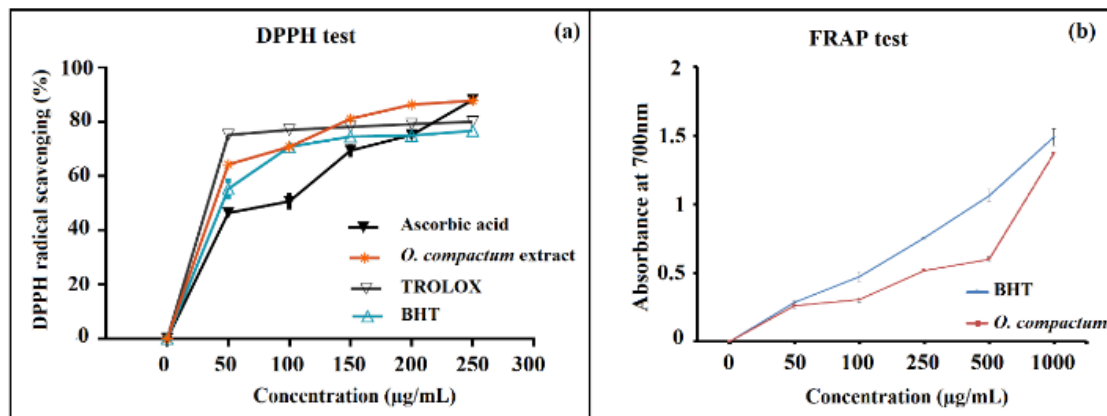 DPPH test
(a)
DPPH radical scavenging (%)
100
80
60
40
20
0
Ascorbic acid
O. compactum extract
TROLOX
BHT
0 50 100 150 200 250 300
Concentration (µg/mL)
FRAP test
(b)
Absorbance at 700nm
2
1.5
1
0.5
0
BHT
O. compactum
0 50 100 250 500 1000
Concentration (µg/mL)